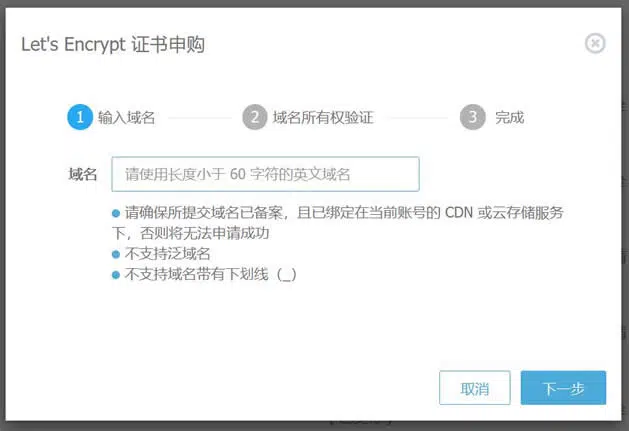 Let's Encrypt 证书申购
1 输入域名 2 域名所有权验证 3 完成
域名 请使用长度小于 60 字符的英文域名
请确保所提交域名已备案，且已绑定在当前账号的 CDN 或云存储服务
下，否则将无法申请成功
不支持泛域名
不支持域名带有下划线（_）
取消 下一步